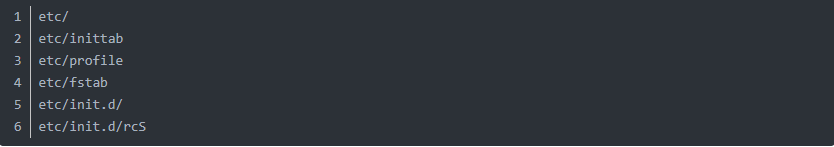 1 etc/
2 etc/inittab
3 etc/profile
4 etc/fstab
5 etc/init.d/
6 etc/init.d/rcS